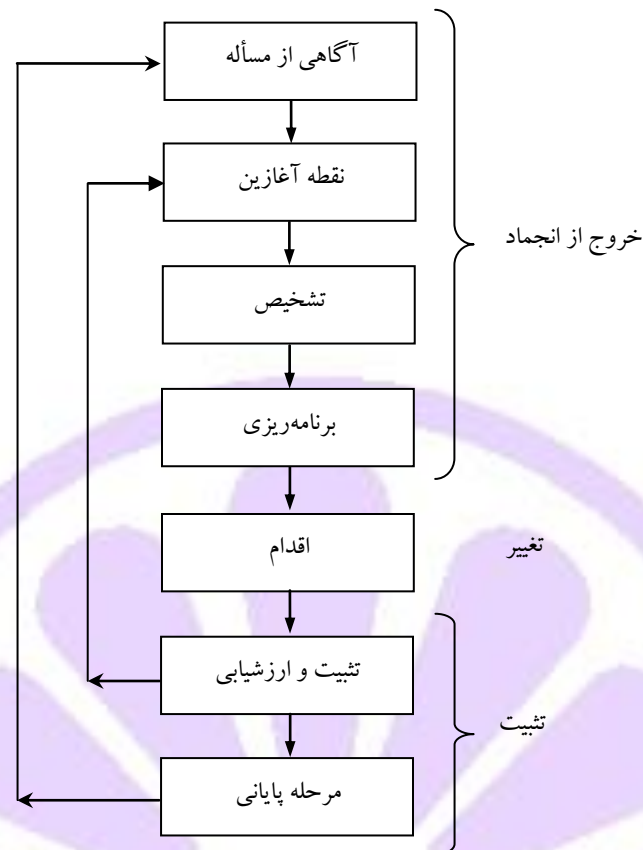 آگاهی از مسأله
نقطه آغازین
خروج از انجماد
تشخیص
برنامه‌ریزی
اقدام
تغییر
تثبیت و ارزشیابی
تثبیت
مرحله پایانی